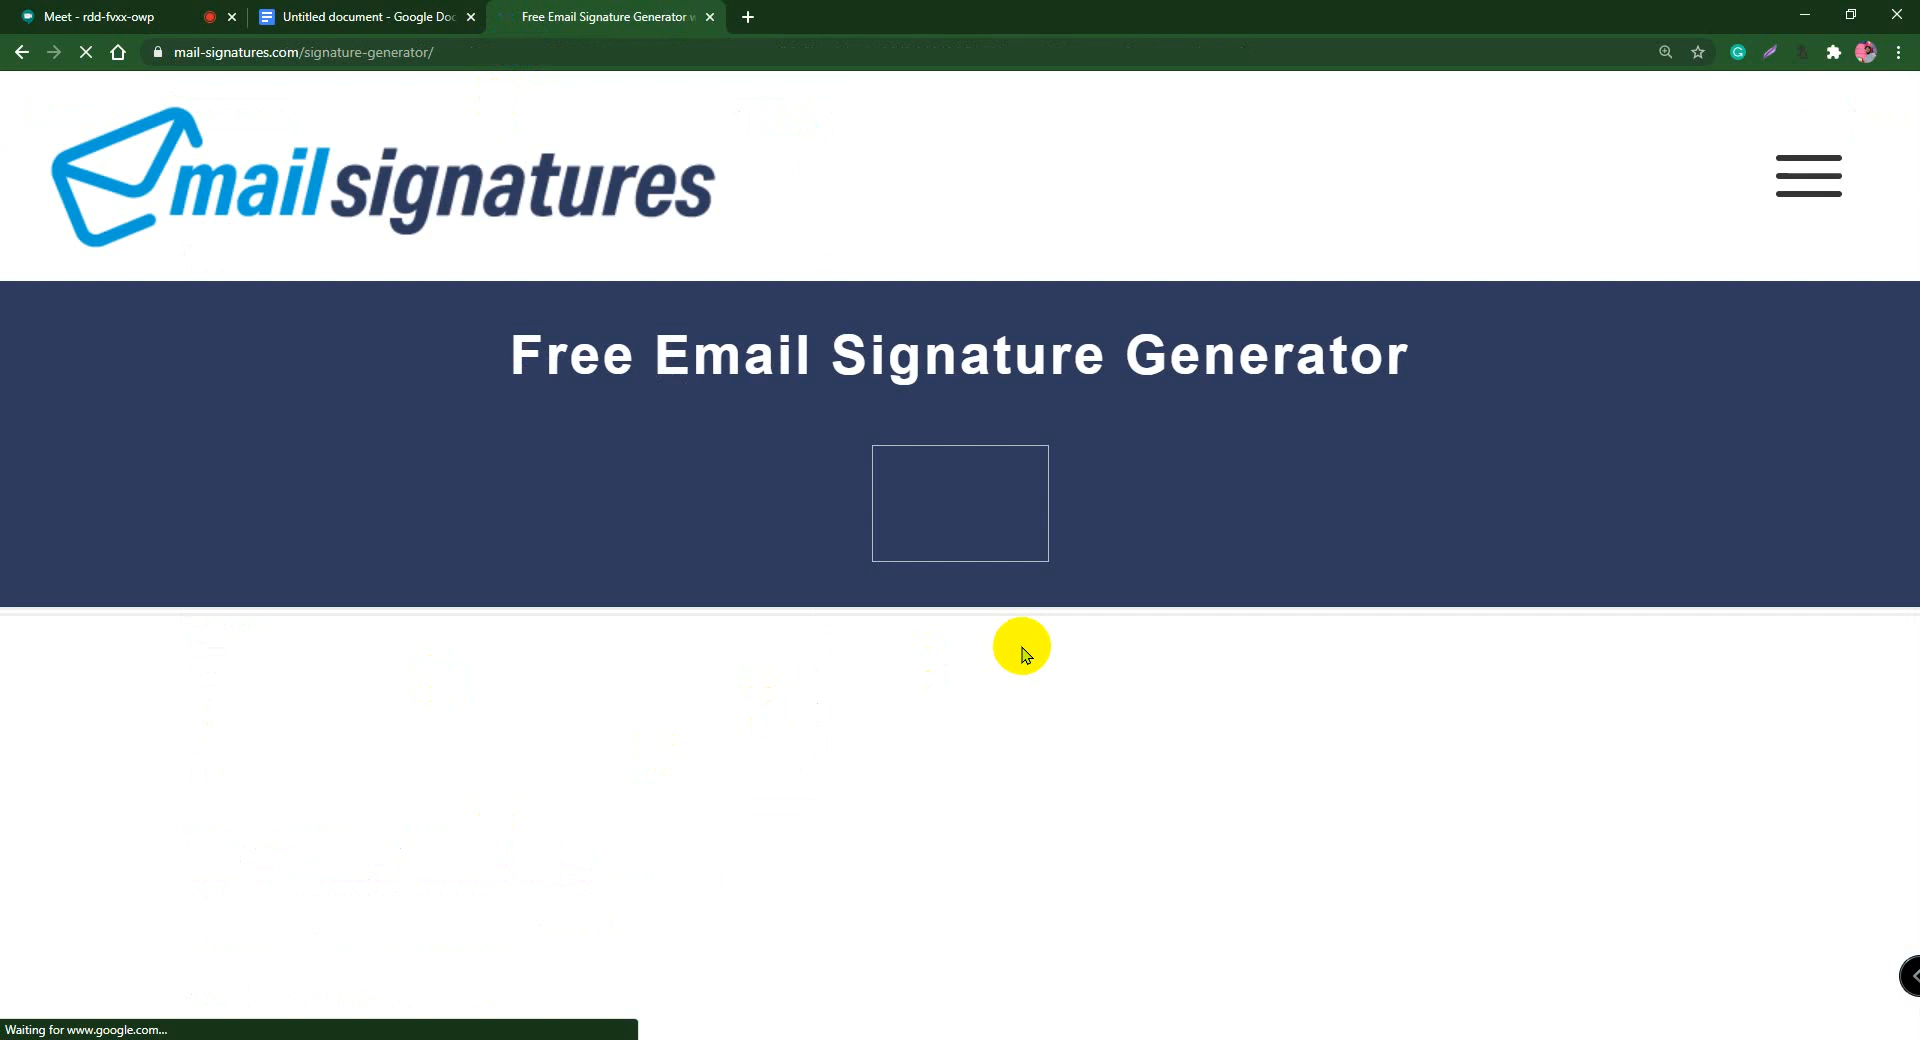 Meet - rdd-fvxx-owp
Untitled document - Google Doc
Free Email Signature Generator
mail-signatures.com/signature-generator/
mailsignatures
Free Email Signature Generator
Waiting for www.google.com...